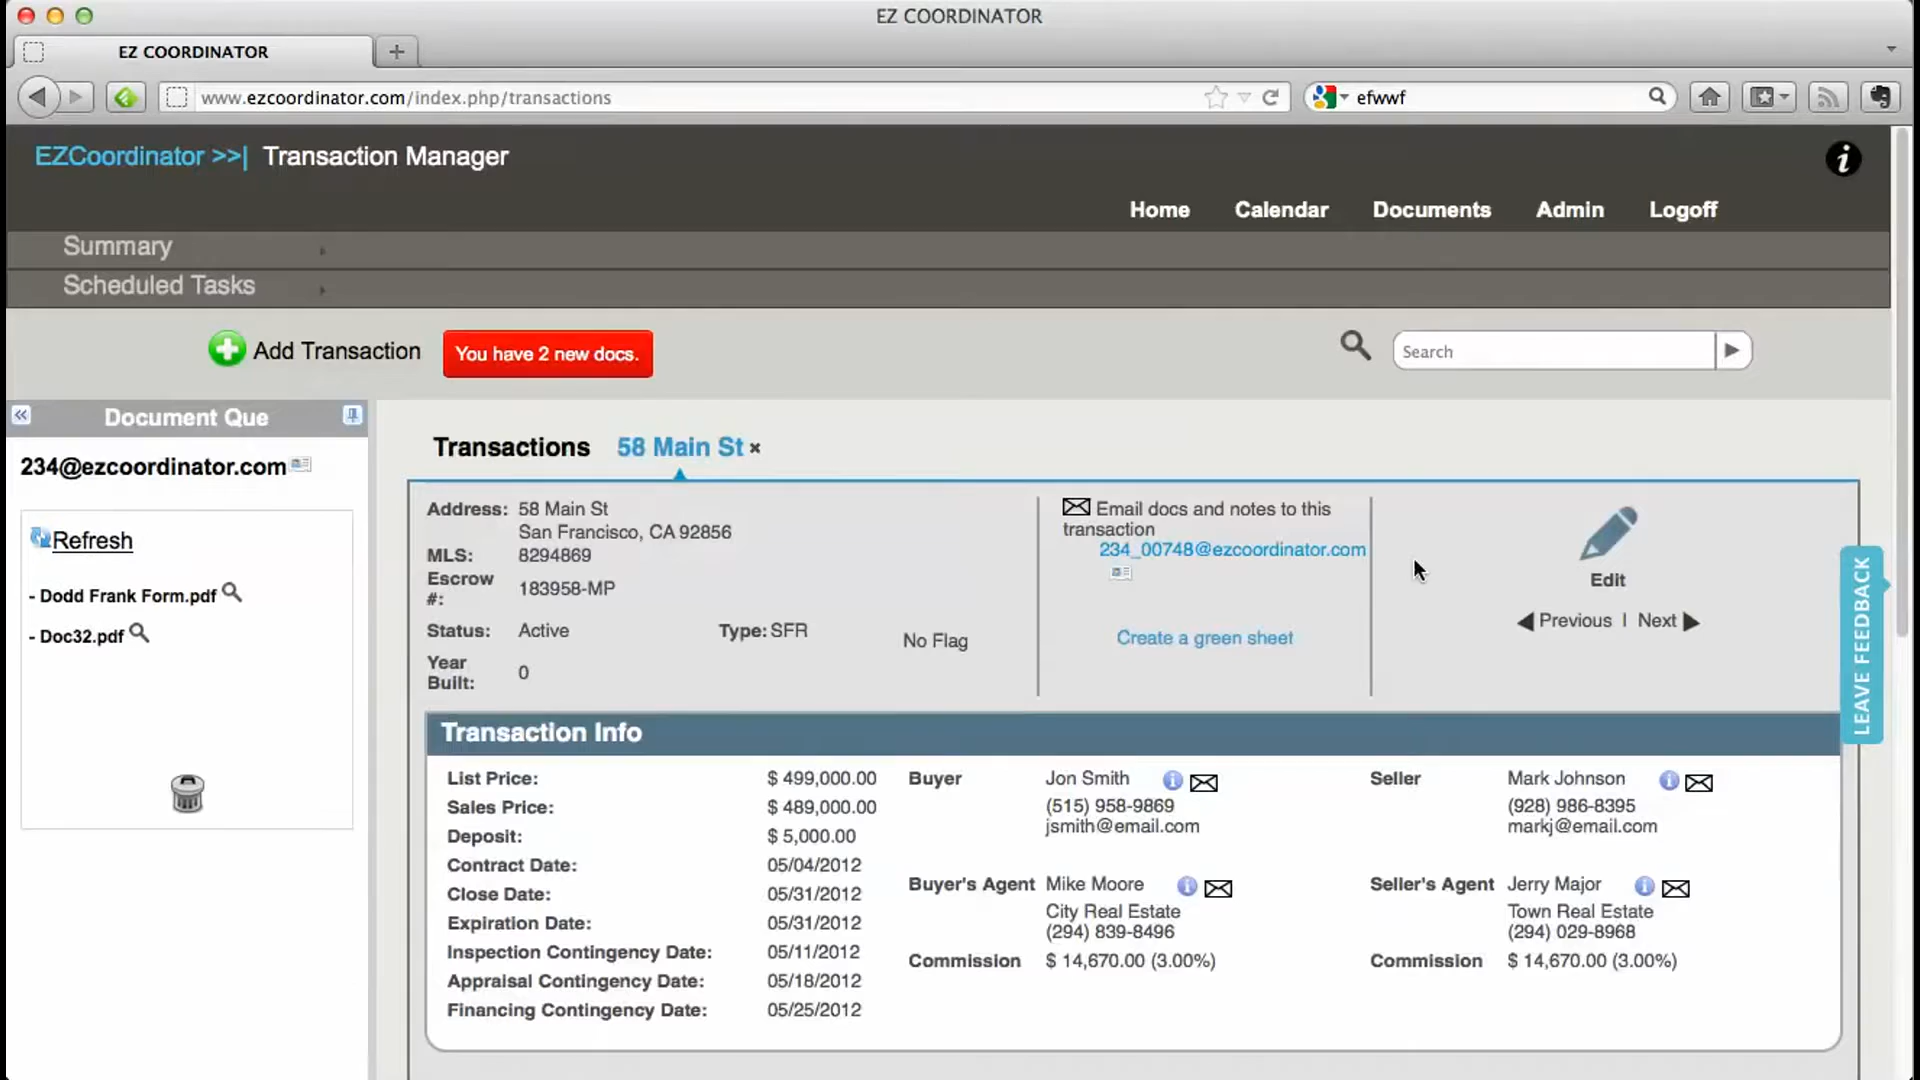 EZ COORDINATOR
EZ COORDINATOR
www.ezcoordinator.com/index.php/transactions
efwwf
EZCoordinator >>| Transaction Manager
Home Calendar Documents Admin Logoff
Summary
Scheduled Tasks
Add Transaction
You have 2 new docs.
Search
Document Que
234@ezcoordinator.com
Refresh
- Dodd Frank Form.pdf
- Doc32.pdf
Transactions 58 Main St ×
Address: 58 Main St
San Francisco, CA 92856
MLS: 8294869
Escrow #: 183958-MP
Status: Active Type: SFR No Flag
Year Built: 0
Email docs and notes to this
transaction
234_00748@ezcoordinator.com
Create a green sheet
Edit
Previous | Next
LEAVE FEEDBACK
Transaction Info
List Price: $ 499,000.00
Sales Price: $ 489,000.00
Deposit: $ 5,000.00
Contract Date: 05/04/2012
Close Date: 05/31/2012
Expiration Date: 05/31/2012
Inspection Contingency Date: 05/11/2012
Appraisal Contingency Date: 05/18/2012
Financing Contingency Date: 05/25/2012
Buyer Jon Smith
(515) 958-9869
jsmith@email.com
Buyer's Agent Mike Moore
City Real Estate
(294) 839-8496
Commission $ 14,670.00 (3.00%)
Seller Mark Johnson
(928) 986-8395
markj@email.com
Seller's Agent Jerry Major
Town Real Estate
(294) 029-8968
Commission $ 14,670.00 (3.00%)